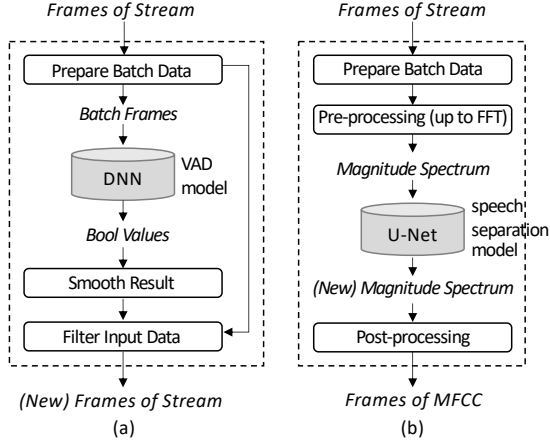 Frames of Stream
Prepare Batch Data
Batch Frames
DNN
VAD
model
Bool Values
Smooth Result
Filter Input Data
(New) Frames of Stream
(a)
Frames of Stream
Prepare Batch Data
Pre-processing (up to FFT)
Magnitude Spectrum
U-Net
speech
separation
model
(New) Magnitude Spectrum
Post-processing
Frames of MFCC
(b)